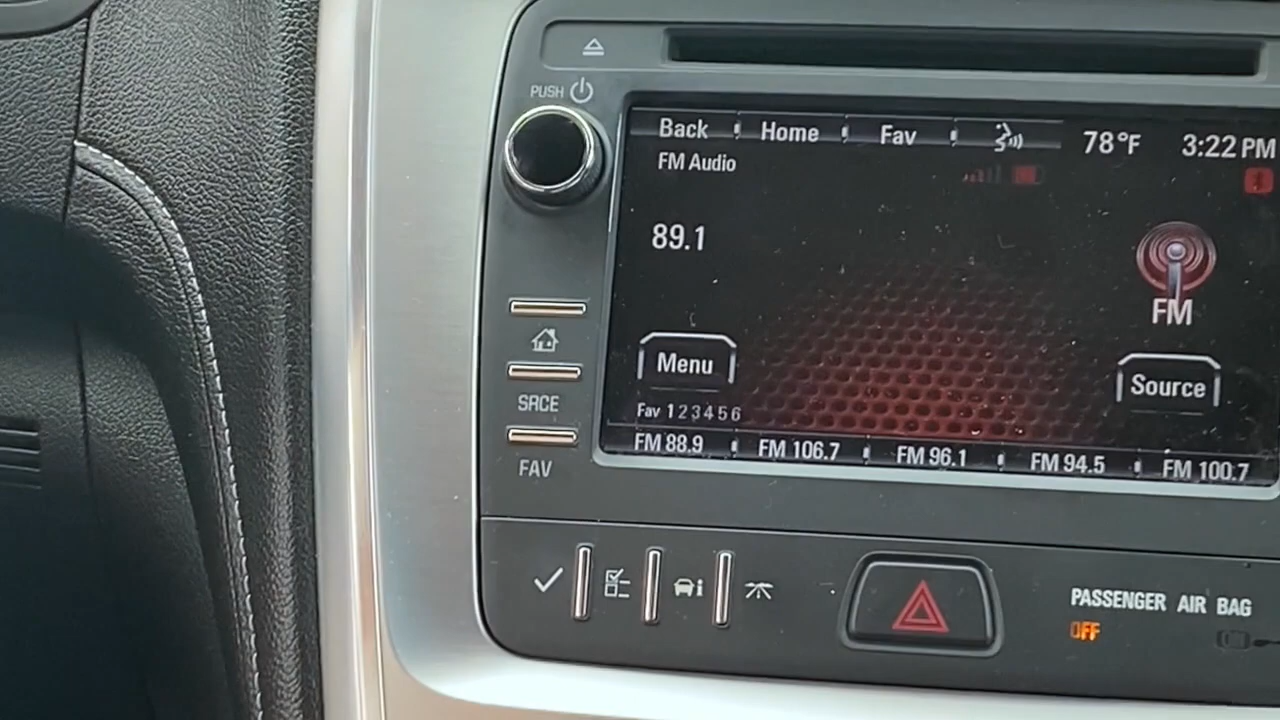 PUSH
Back Home Fav 78°F 3:22 PM
FM Audio
89.1
FM
Menu
Source
SRCE
Fav 1 2 3 4 5 6
FM 88.9 FM 106.7 FM 96.1 FM 94.5 FM 100.7
FAV
PASSENGER AIR BAG
OFF